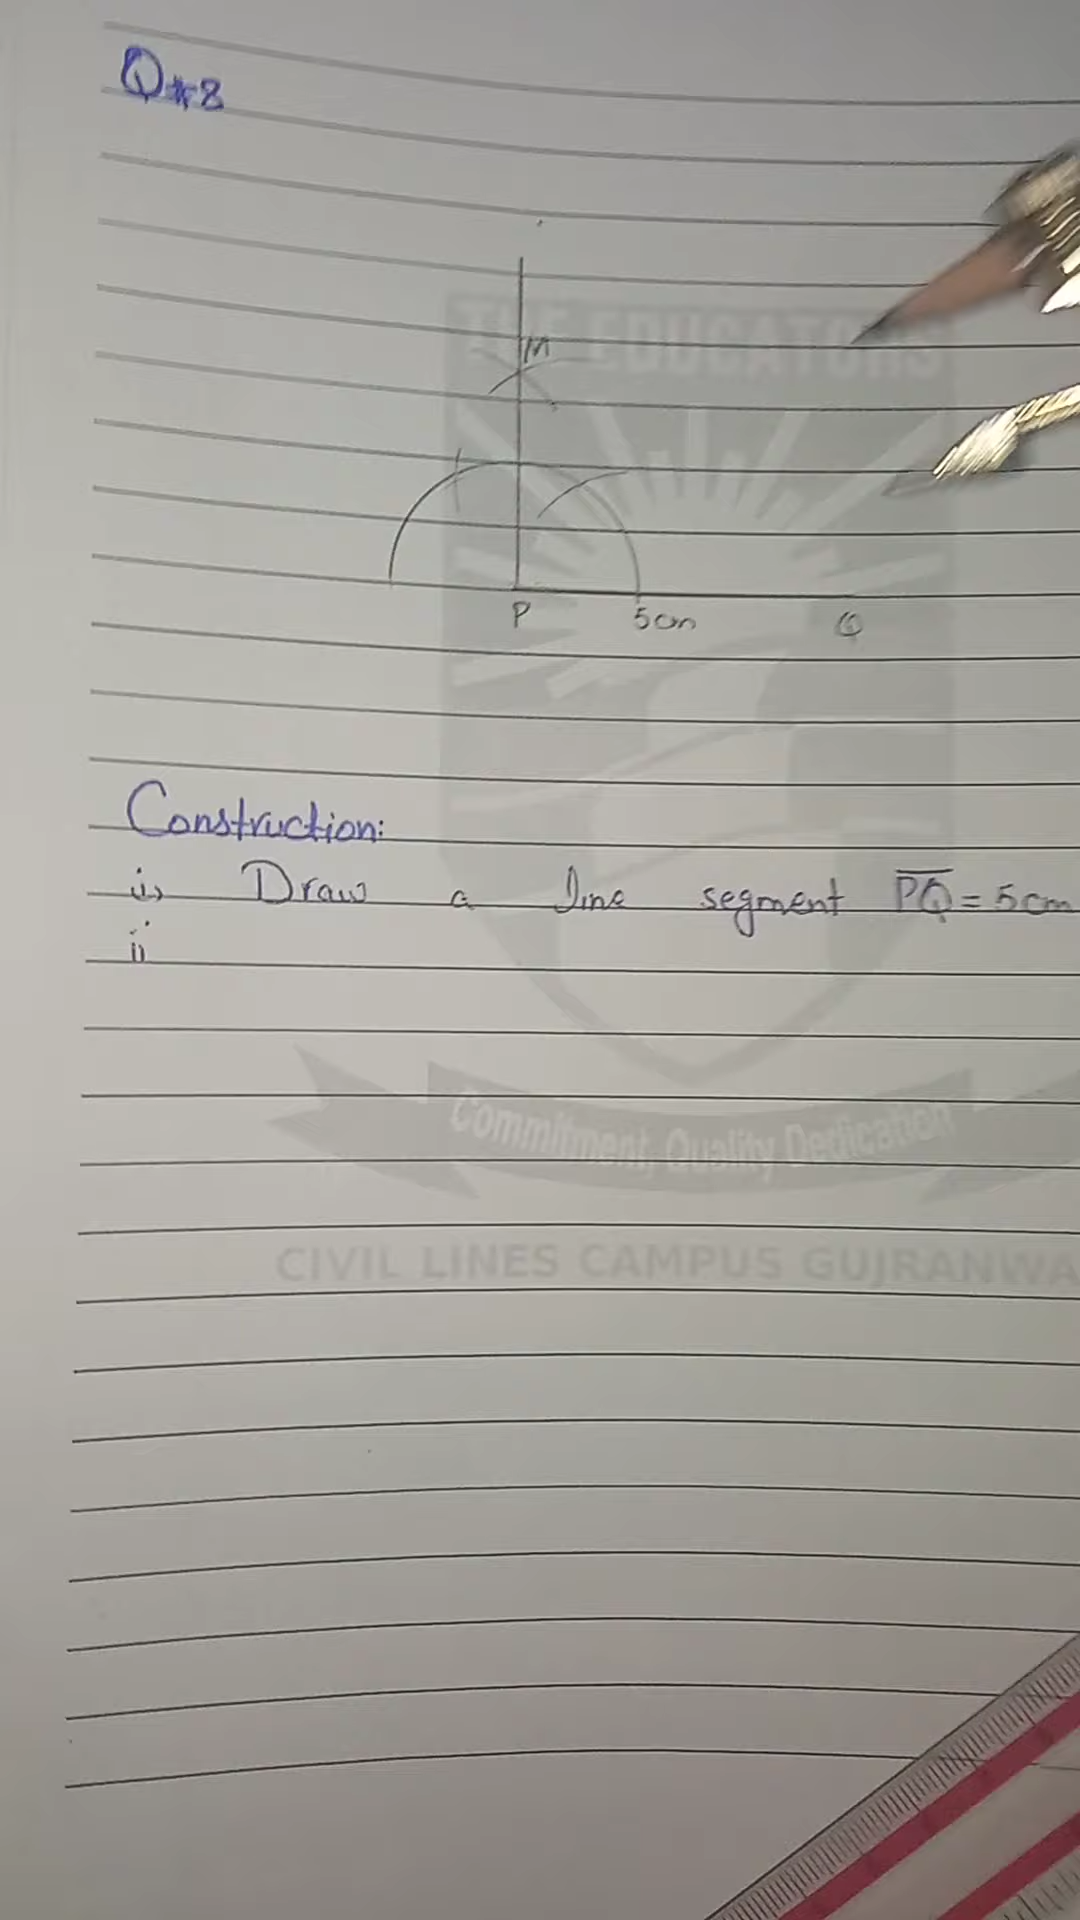 Q#8
THE EDUCATORS
M
P 5cm Q
Construction:
i, Draw a line segment PQ = 5cm
ii
Commitment, Quality Dedication
CIVIL LINES CAMPUS GUJRANWA